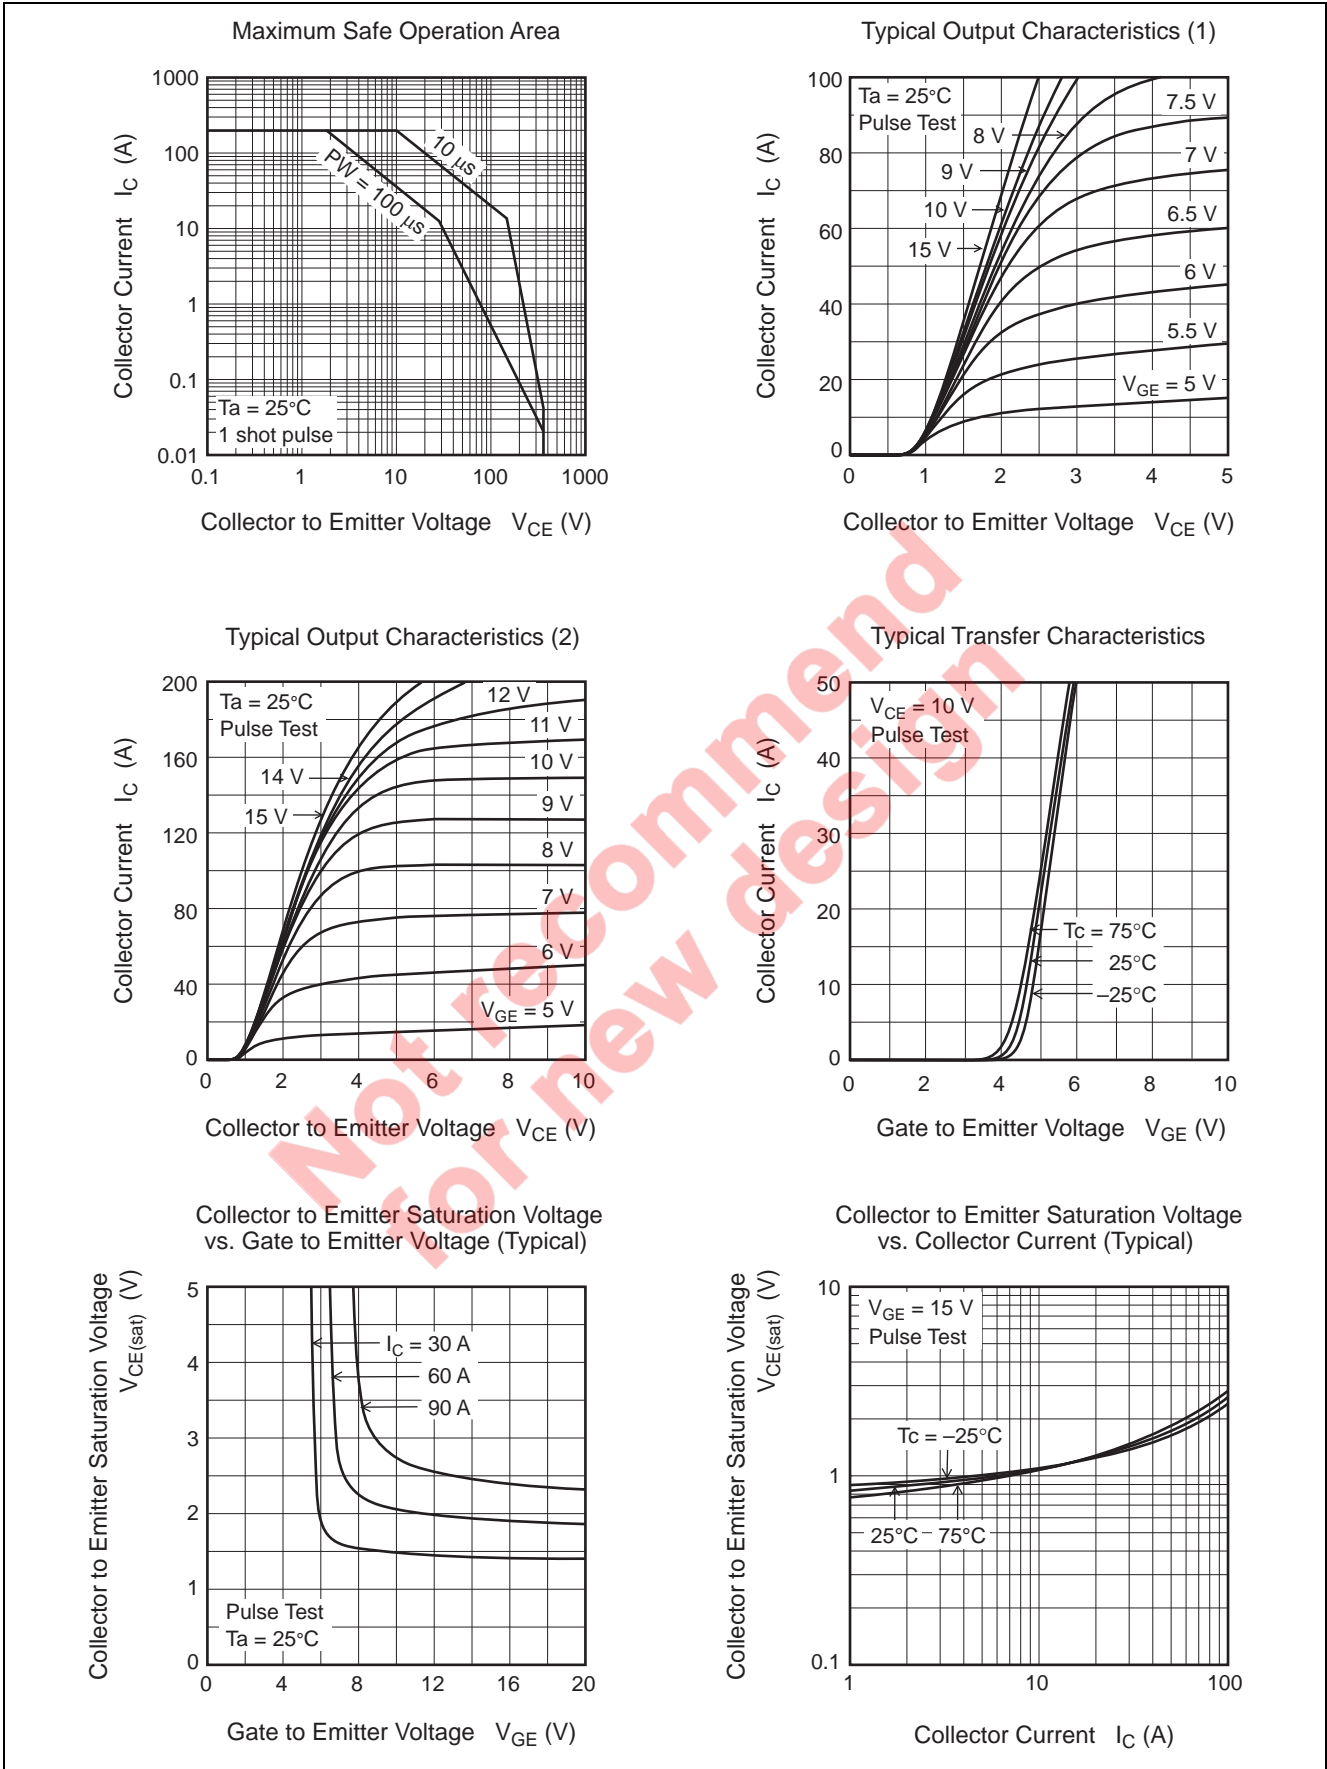 Maximum Safe Operation Area
1000
100
10
1
0.1
0.01
Collector Current IC (A)
10 μs
PW = 100 μs
Ta = 25°C
1 shot pulse
0.1 1 10 100 1000
Collector to Emitter Voltage VCE (V)
Typical Output Characteristics (1)
100
80
60
40
20
0
Collector Current IC (A)
Ta = 25°C
Pulse Test
7.5 V
8 V
7 V
9 V
10 V
6.5 V
15 V
6 V
5.5 V
VGE = 5 V
0 1 2 3 4 5
Collector to Emitter Voltage VCE (V)
Typical Output Characteristics (2)
200
160
120
80
40
0
Collector Current IC (A)
Ta = 25°C
Pulse Test
12 V
11 V
14 V
10 V
15 V
9 V
8 V
7 V
6 V
VGE = 5 V
0 2 4 6 8 10
Collector to Emitter Voltage VCE (V)
Typical Transfer Characteristics
50
40
30
20
10
0
Collector Current IC (A)
VCE = 10 V
Pulse Test
Tc = 75°C
25°C
–25°C
0 2 4 6 8 10
Gate to Emitter Voltage VGE (V)
Collector to Emitter Saturation Voltage
vs. Gate to Emitter Voltage (Typical)
5
4
3
2
1
0
Collector to Emitter Saturation Voltage
VCE(sat) (V)
IC = 30 A
60 A
90 A
Pulse Test
Ta = 25°C
0 4 8 12 16 20
Gate to Emitter Voltage VGE (V)
Collector to Emitter Saturation Voltage
vs. Collector Current (Typical)
10
1
0.1
Collector to Emitter Saturation Voltage
VCE(sat) (V)
VGE = 15 V
Pulse Test
Tc = –25°C
25°C
75°C
1 10 100
Collector Current IC (A)
Not recommend
for new design